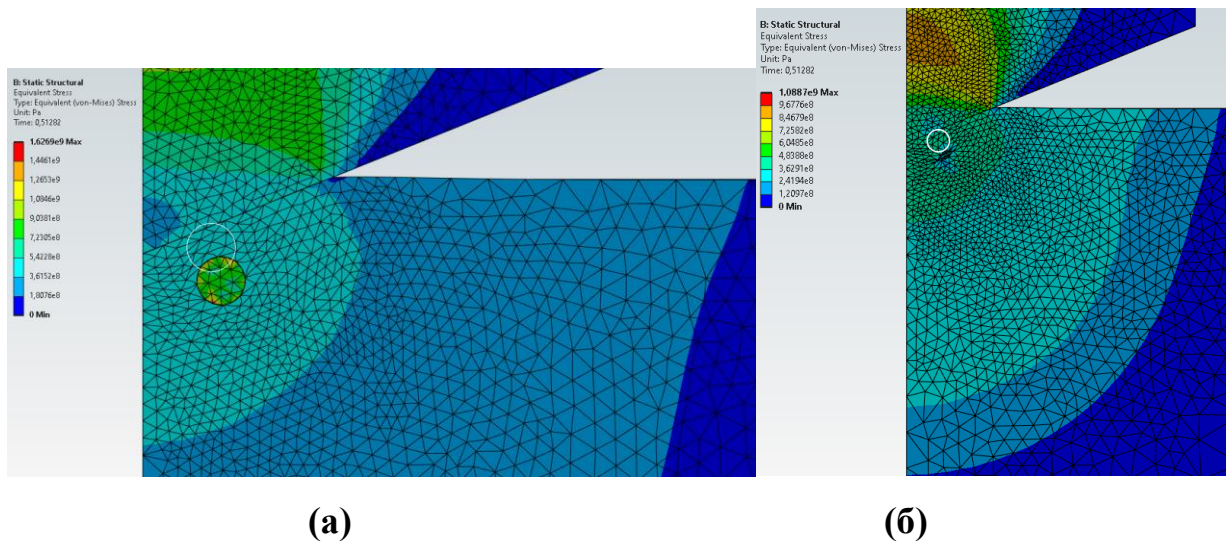 B: Static Structural
Equivalent Stress
Type: Equivalent (von-Mises) Stress
Unit: Pa
Time: 0,51282
1,6269e9 Max
1,4461e9
1,2653e9
1,0846e9
9,0381e8
7,2305e8
5,4228e8
3,6152e8
1,8076e8
0 Min
B: Static Structural
Equivalent Stress
Type: Equivalent (von-Mises) Stress
Unit: Pa
Time: 0,51282
1,0887e9 Max
9,6776e8
8,4679e8
7,2582e8
6,0485e8
4,8388e8
3,6291e8
2,4194e8
1,2097e8
0 Min
(а)
(б)